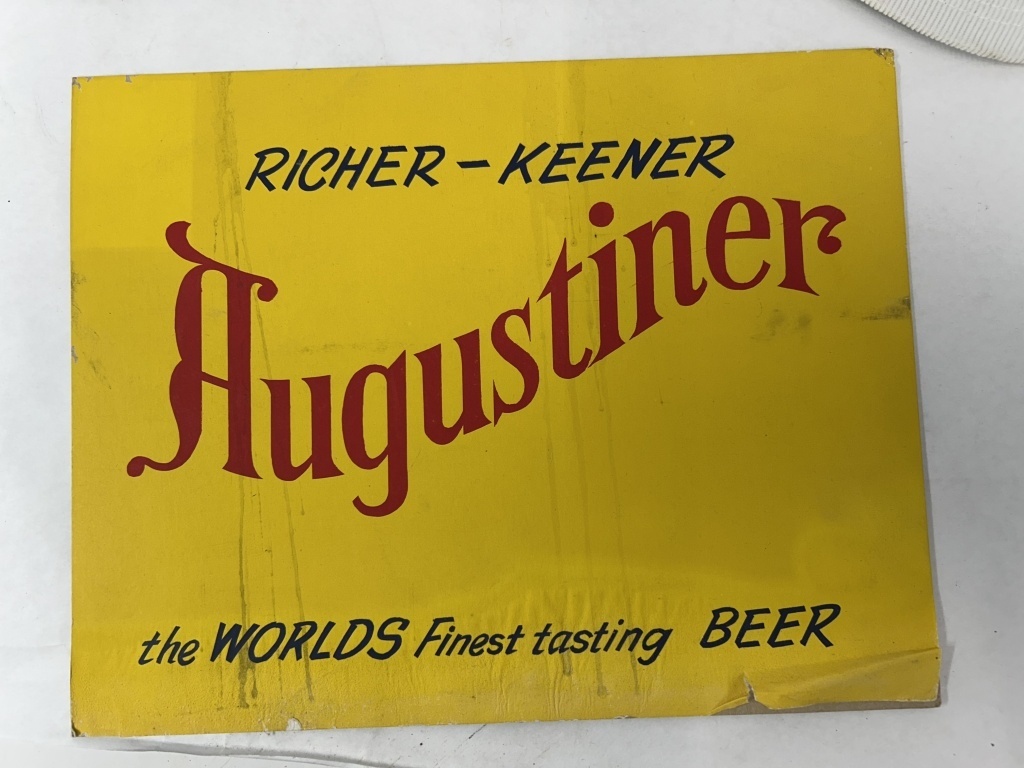 RICHER – KEENER
Augustiner
the WORLDS Finest tasting BEER